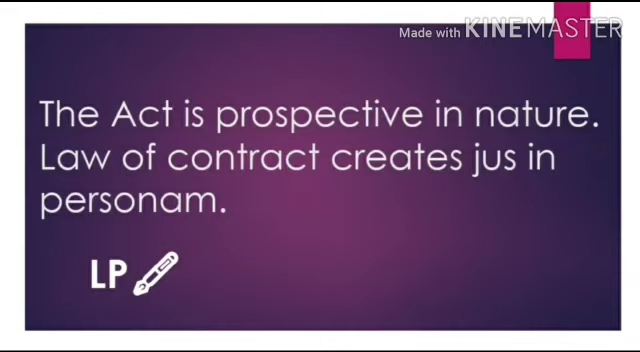 Made with KINEMASTER
The Act is prospective in nature.
Law of contract creates jus in
personam.
LP